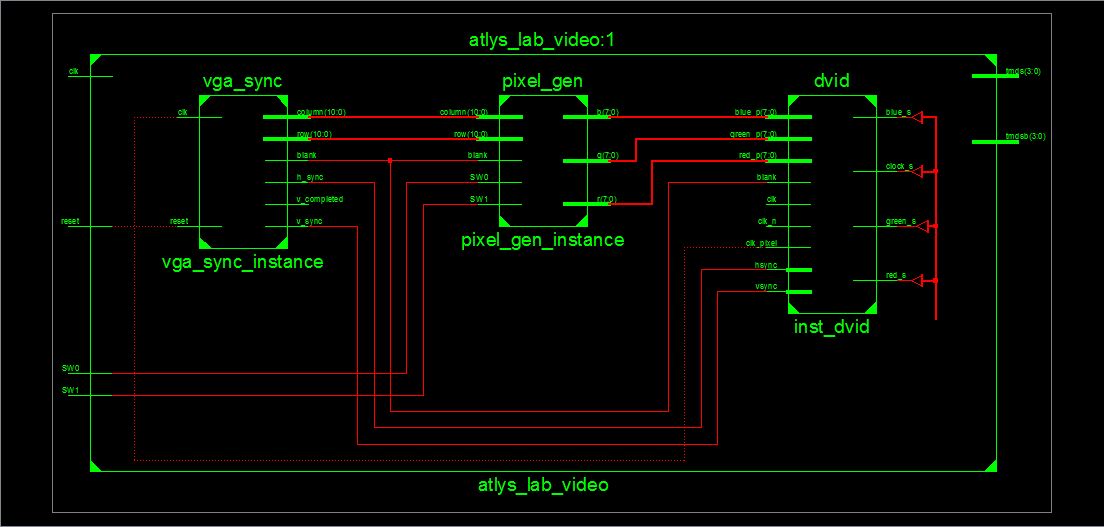 atlys_lab_video:1
clk
tmds(3:0)
vga_sync
pixel_gen
dvid
clk
column(10:0)
column(10:0)
b(7:0)
blue_p(7:0)
blue_s
row(10:0)
row(10:0)
green_p(7:0)
tmdsb(3:0)
blank
blank
g(7:0)
red_p(7:0)
h_sync
SW0
blank
clock_s
v_completed
SW1
r(7:0)
clk
reset
reset
v_sync
clk_n
green_s
pixel_gen_instance
clk_pixel
vga_sync_instance
hsync
red_s
vsync
inst_dvid
SW0
SW1
atlys_lab_video